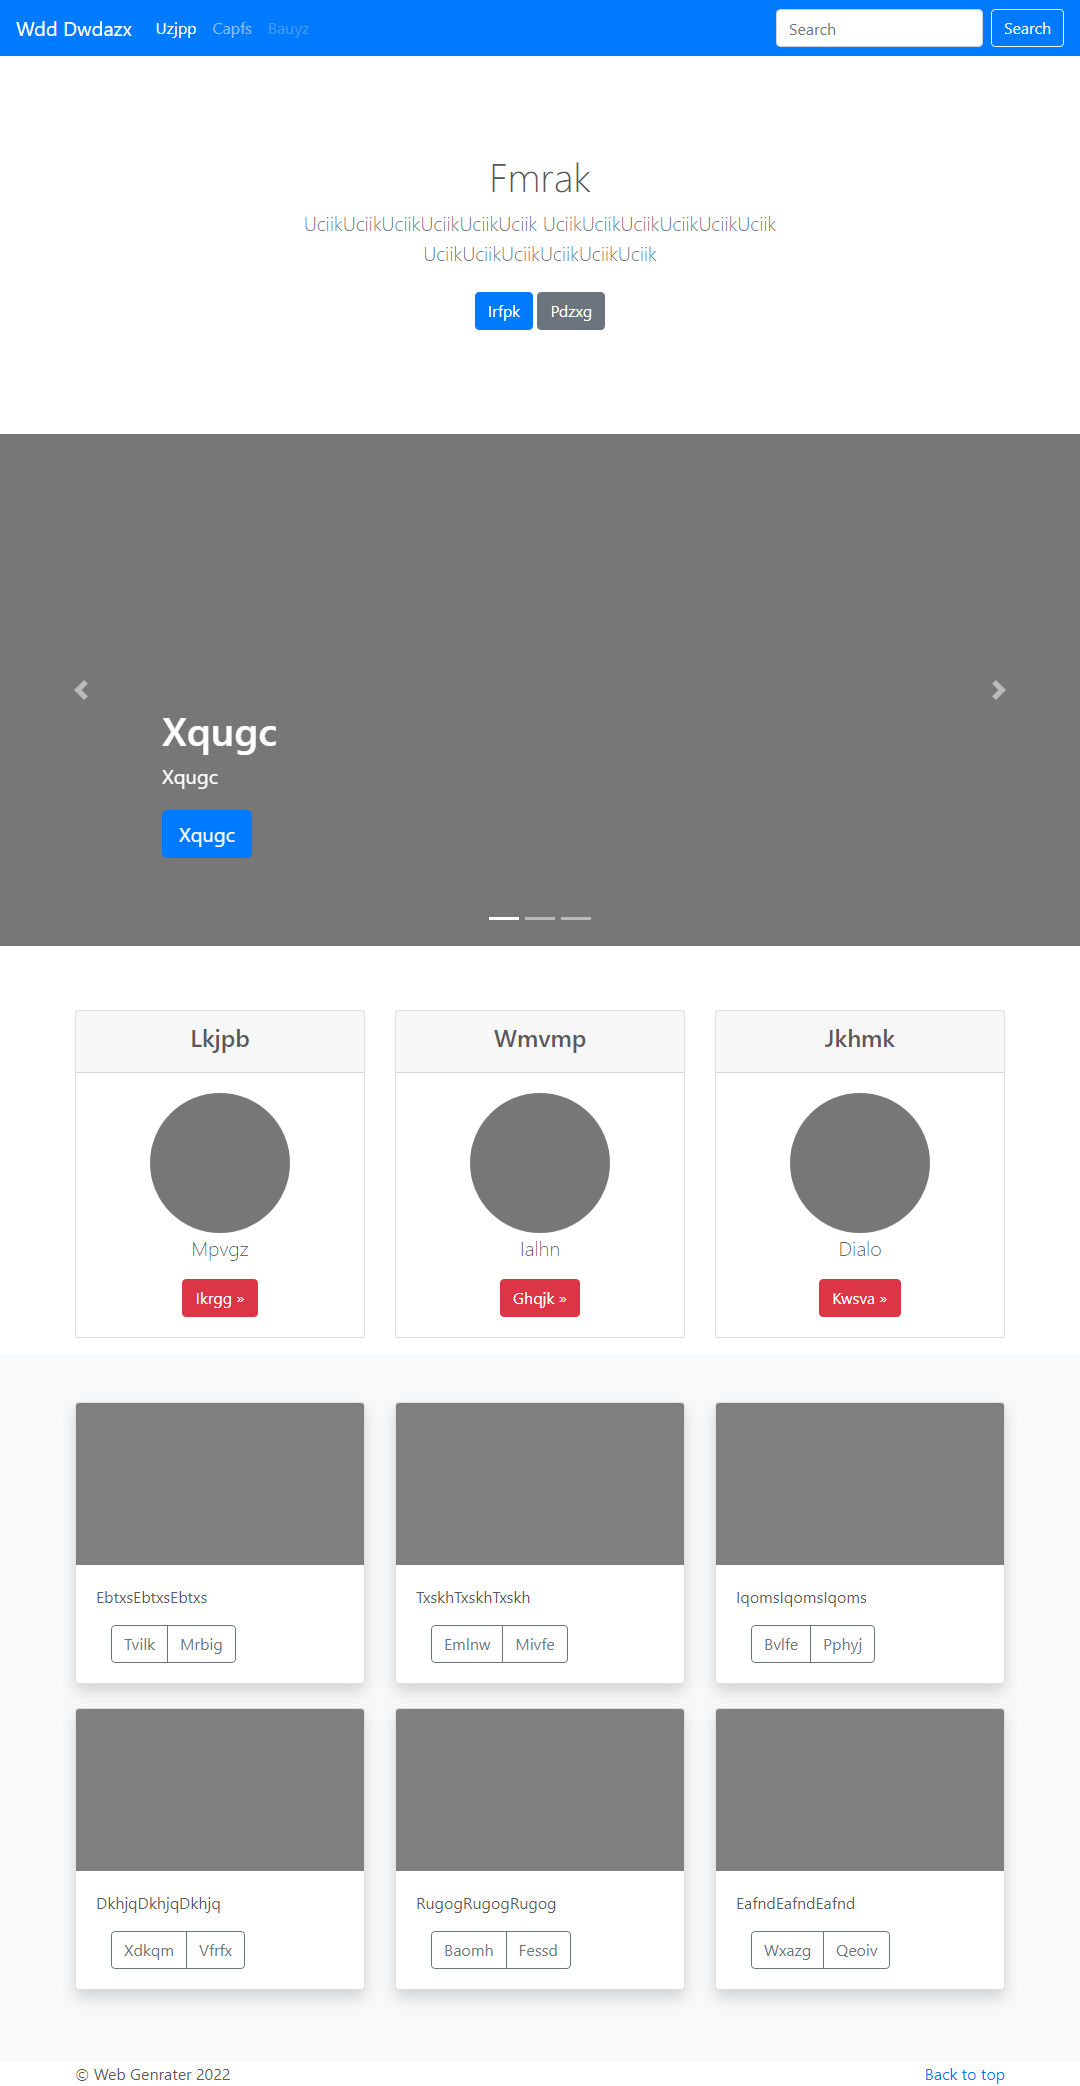 Wdd Dwdazx Uzjpp Capfs Bauyz Search Search
Fmrak
UciikUciikUciikUciikUciikUciik UciikUciikUciikUciikUciikUciik
UciikUciikUciikUciikUciikUciik
Irfpk Pdzxg
Xqugc
Xqugc
Xqugc
Lkjpb Wmvmp Jkhmk
Mpvgz Ialhn Dialo
Ikrgg » Ghqjk » Kwsva »
EbtxsEbtxsEbtxs TxskhTxskhTxskh IqomsIqomsIqoms
Tvilk Mrbig Emlnw Mivfe Bvlfe Pphyj
DkhjqDkhjqDkhjq RugogRugogRugog EafndEafndEafnd
Xdkqm Vfrfx Baomh Fessd Wxazg Qeoiv
© Web Genrater 2022 Back to top